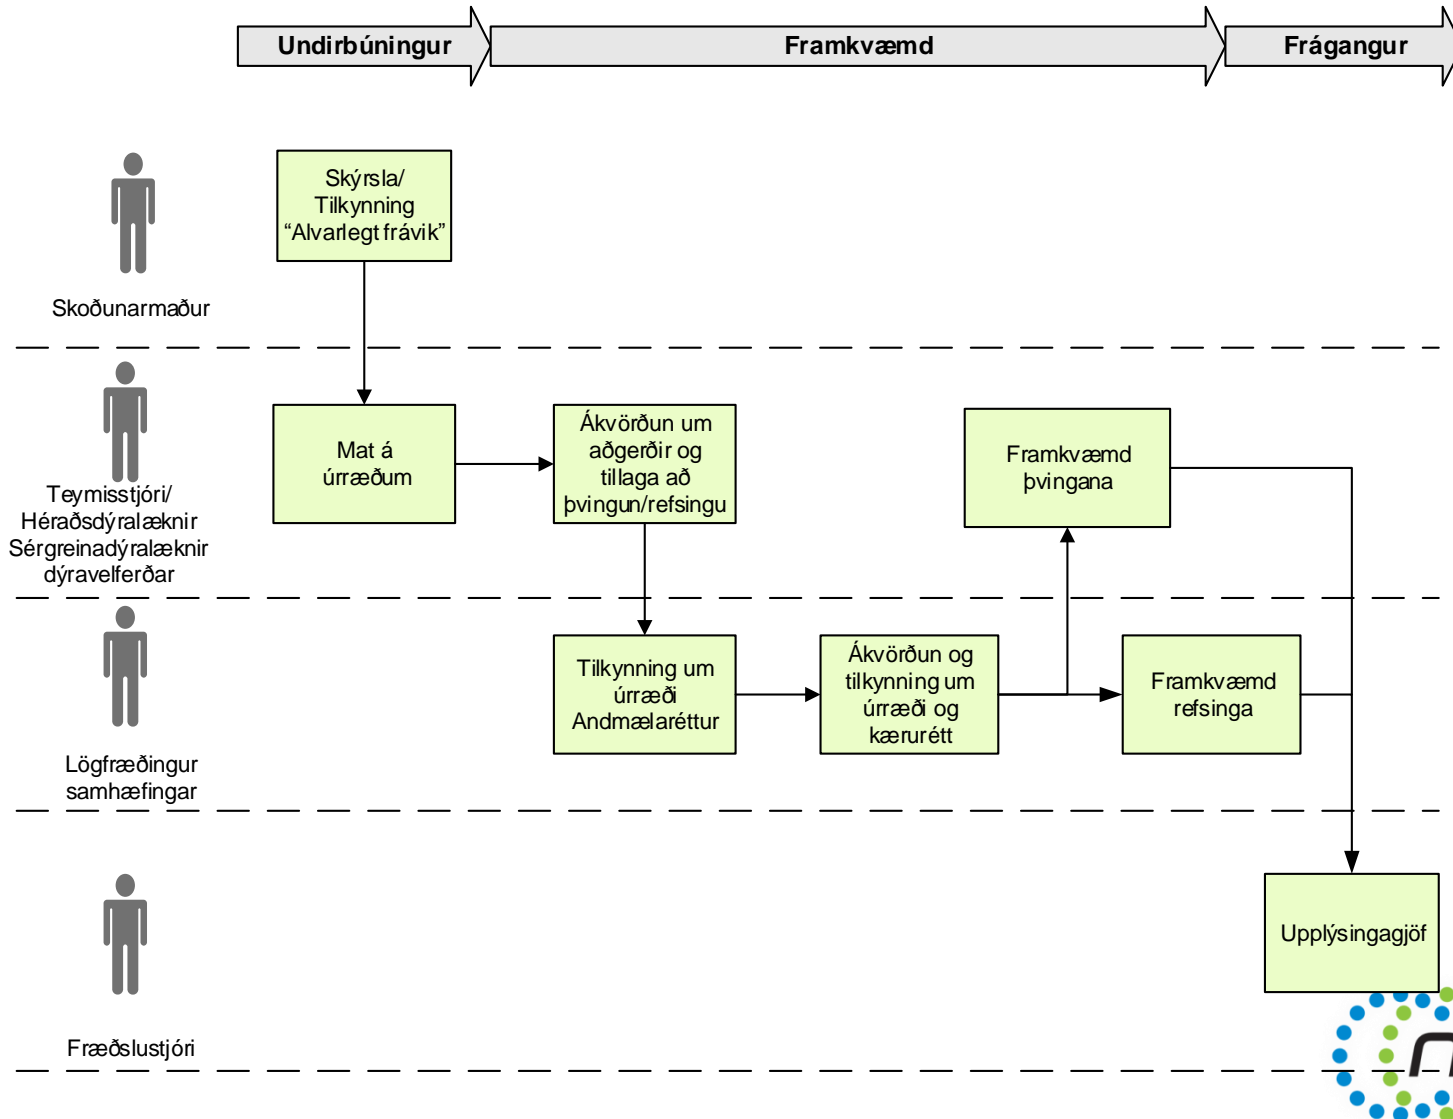 Undirbúningur
Framkvæmd
Frágangur
Skýrsla/
Tilkynning
“Alvarlegt frávik”
Skoðunarmaður
Mat á
úrræðum
Ákvörðun um
aðgerðir og
tillaga að
þvingun/refsingu
Framkvæmd
þvingana
Teymisstjóri/
Héraðsdýralæknir
Sérgreinadýralæknir
dýravelferðar
Tilkynning um
úrræði
Andmælaréttur
Ákvörðun og
tilkynning um
úrræði og
kærurétt
Framkvæmd
refsinga
Lögfræðingur
samhæfingar
Upplýsingagjöf
Fræðslustjóri